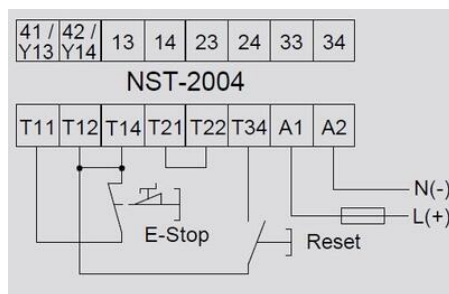 41 / 42 / 13 14 23 24 33 34
Y13 Y14
NST-2004
T11 T12 T14 T21 T22 T34 A1 A2
N(-)
L(+)
E-Stop Reset